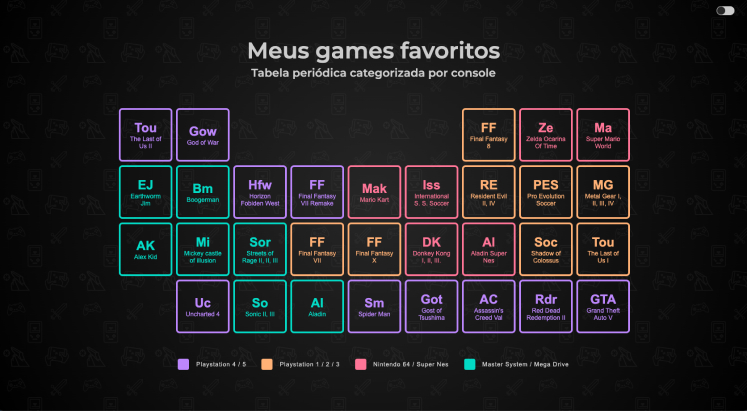 Meus games favoritos
Tabela periódica categorizada por console
Tou
The Last of
Us II
Gow
God of War
FF
Final Fantasy
8
Ze
Zelda Ocarina
Of Time
Ma
Super Mario
World
EJ
Earthworm
Jim
Bm
Boogerman
Hfw
Horizon
Fobiden West
FF
Final Fantasy
VII Remake
Mak
Mario Kart
Iss
International
S. S. Soccer
RE
Resident Evil
II, IV
PES
Pro Evolution
Soccer
MG
Metal Gear I,
II, III, IV
AK
Alex Kid
Mi
Mickey castle
of illusion
Sor
Streets of
Rage II, II, III
FF
Final Fantasy
VII
FF
Final Fantasy
X
DK
Donkey Kong
I, II, III.
Al
Aladin Super
Nes
Soc
Shadow of
Colossus
Tou
The Last of
Us I
Uc
Uncharted 4
So
Sonic II, III
Al
Aladin
Sm
Spider Man
Got
Gost of
Tsushima
AC
Assassin's
Creed Val
Rdr
Red Dead
Redemption II
GTA
Grand Theft
Auto V
Playstation 4 / 5
Playstation 1 / 2 / 3
Nintendo 64 / Super Nes
Master System / Mega Drive